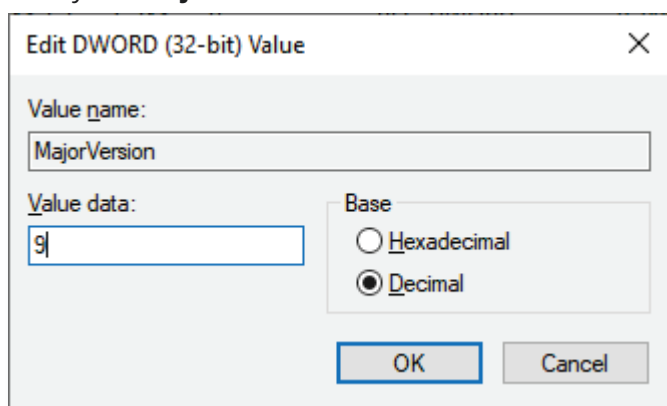 Edit DWORD (32-bit) Value
Value name:
MajorVersion
Value data:
9
Base
Hexadecimal
Decimal
OK
Cancel